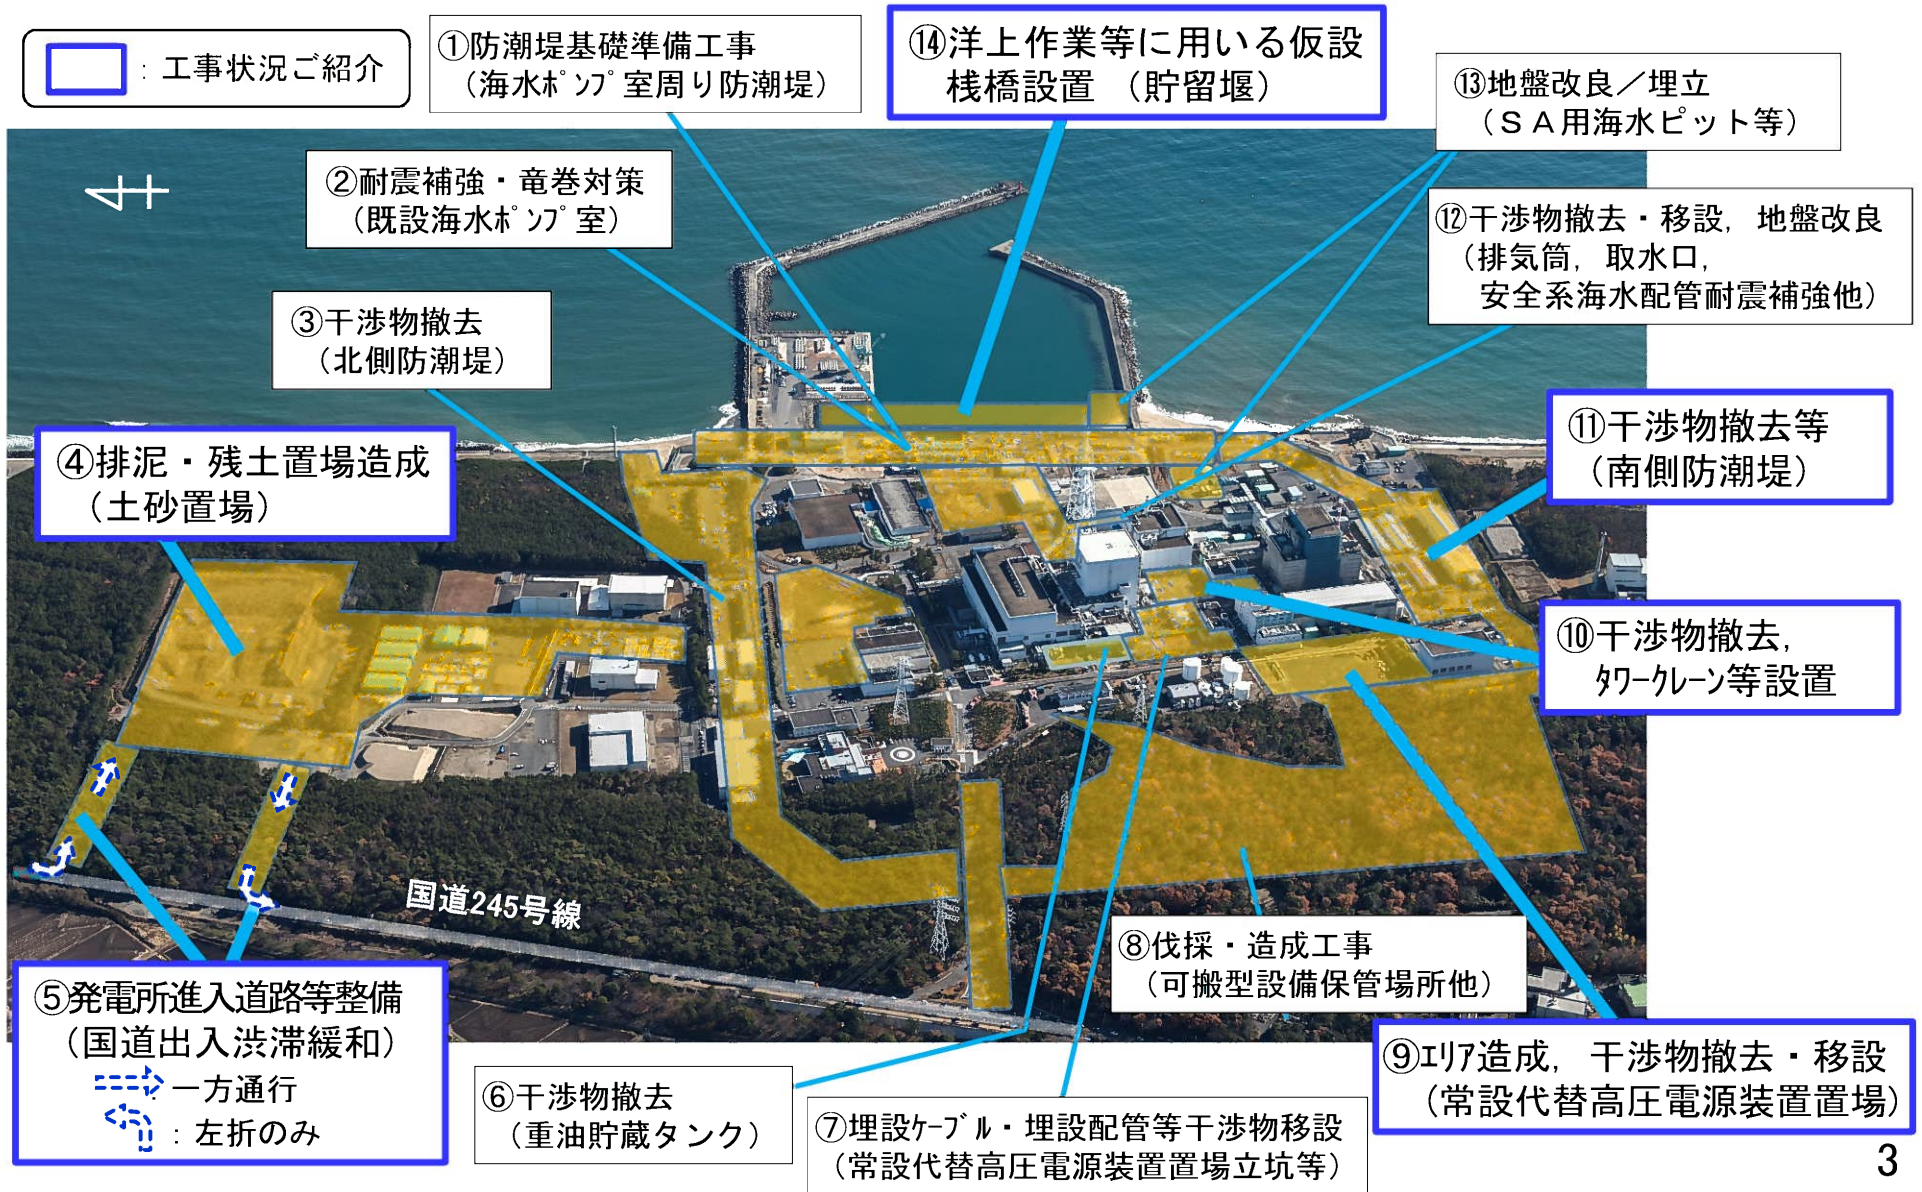 ：工事状況ご紹介
①防潮堤基礎準備工事
（海水ﾎﾟﾝﾌﾟ室周り防潮堤）
⑭洋上作業等に用いる仮設
桟橋設置 （貯留堰）
⑬地盤改良／埋立
（ＳＡ用海水ピット等）
②耐震補強・竜巻対策
（既設海水ﾎﾟﾝﾌﾟ室）
⑫干渉物撤去・移設，地盤改良
（排気筒，取水口，
安全系海水配管耐震補強他）
③干渉物撤去
（北側防潮堤）
④排泥・残土置場造成
（土砂置場）
⑪干渉物撤去等
（南側防潮堤）
⑩干渉物撤去，
ﾀﾜｰｸﾚｰﾝ等設置
国道245号線
⑤発電所進入道路等整備
（国道出入渋滞緩和）
一方通行
：左折のみ
⑥干渉物撤去
（重油貯蔵タンク）
⑦埋設ｹｰﾌﾞﾙ・埋設配管等干渉物移設
（常設代替高圧電源装置置場立坑等）
⑧伐採・造成工事
（可搬型設備保管場所他）
⑨ｴﾘｱ造成，干渉物撤去・移設
（常設代替高圧電源装置置場）
3